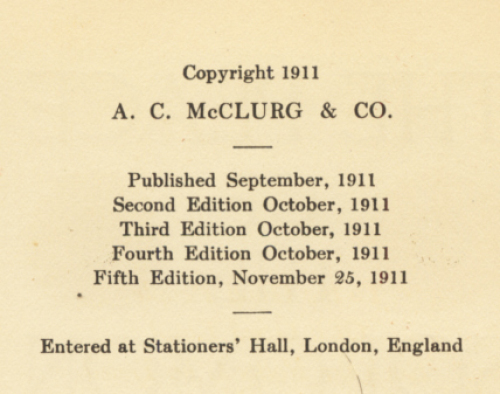 Copyright 1911
A. C. McCLURG & CO.
Published September, 1911
Second Edition October, 1911
Third Edition October, 1911
Fourth Edition October, 1911
Fifth Edition, November 25, 1911
Entered at Stationers' Hall, London, England